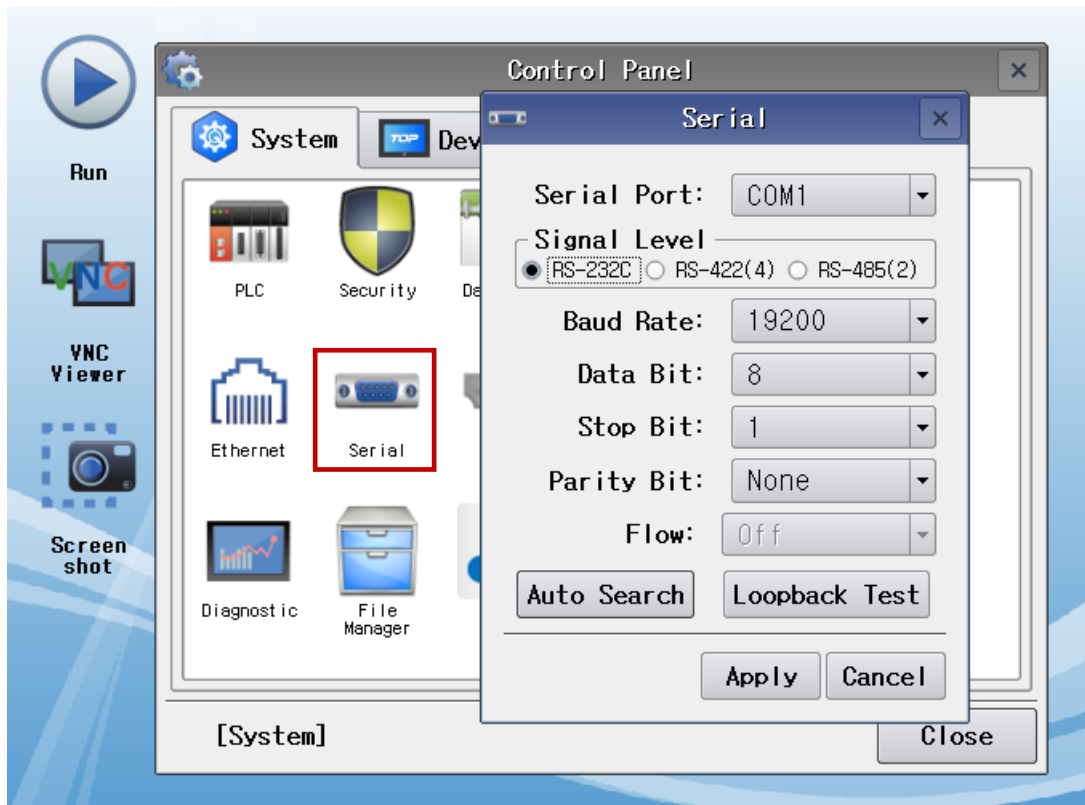 Run
VNC
VNC
Viewer
Screen
shot
Control Panel
System
TOP
Dev
PLC
Security
Da
Ethernet
Serial
Diagnostic
File
Manager
[System]
Close
Serial
Serial Port: COM1
Signal Level
RS-232C RS-422(4) RS-485(2)
Baud Rate: 19200
Data Bit: 8
Stop Bit: 1
Parity Bit: None
Flow: Off
Auto Search Loopback Test
Apply Cancel